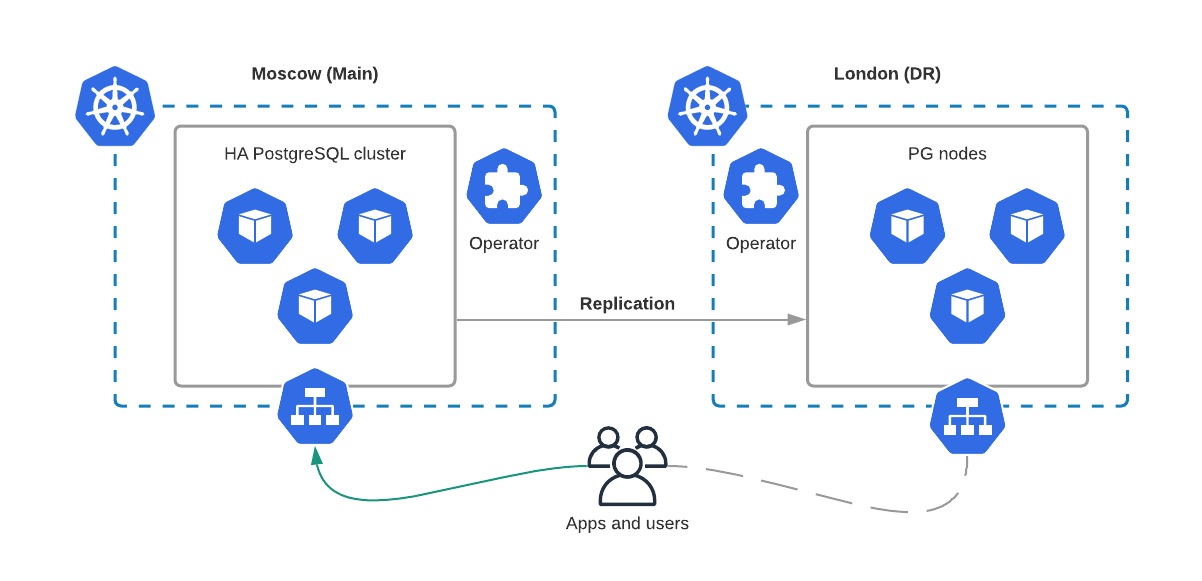 Moscow (Main)
London (DR)
HA PostgreSQL cluster
PG nodes
Operator
Operator
Replication
Apps and users